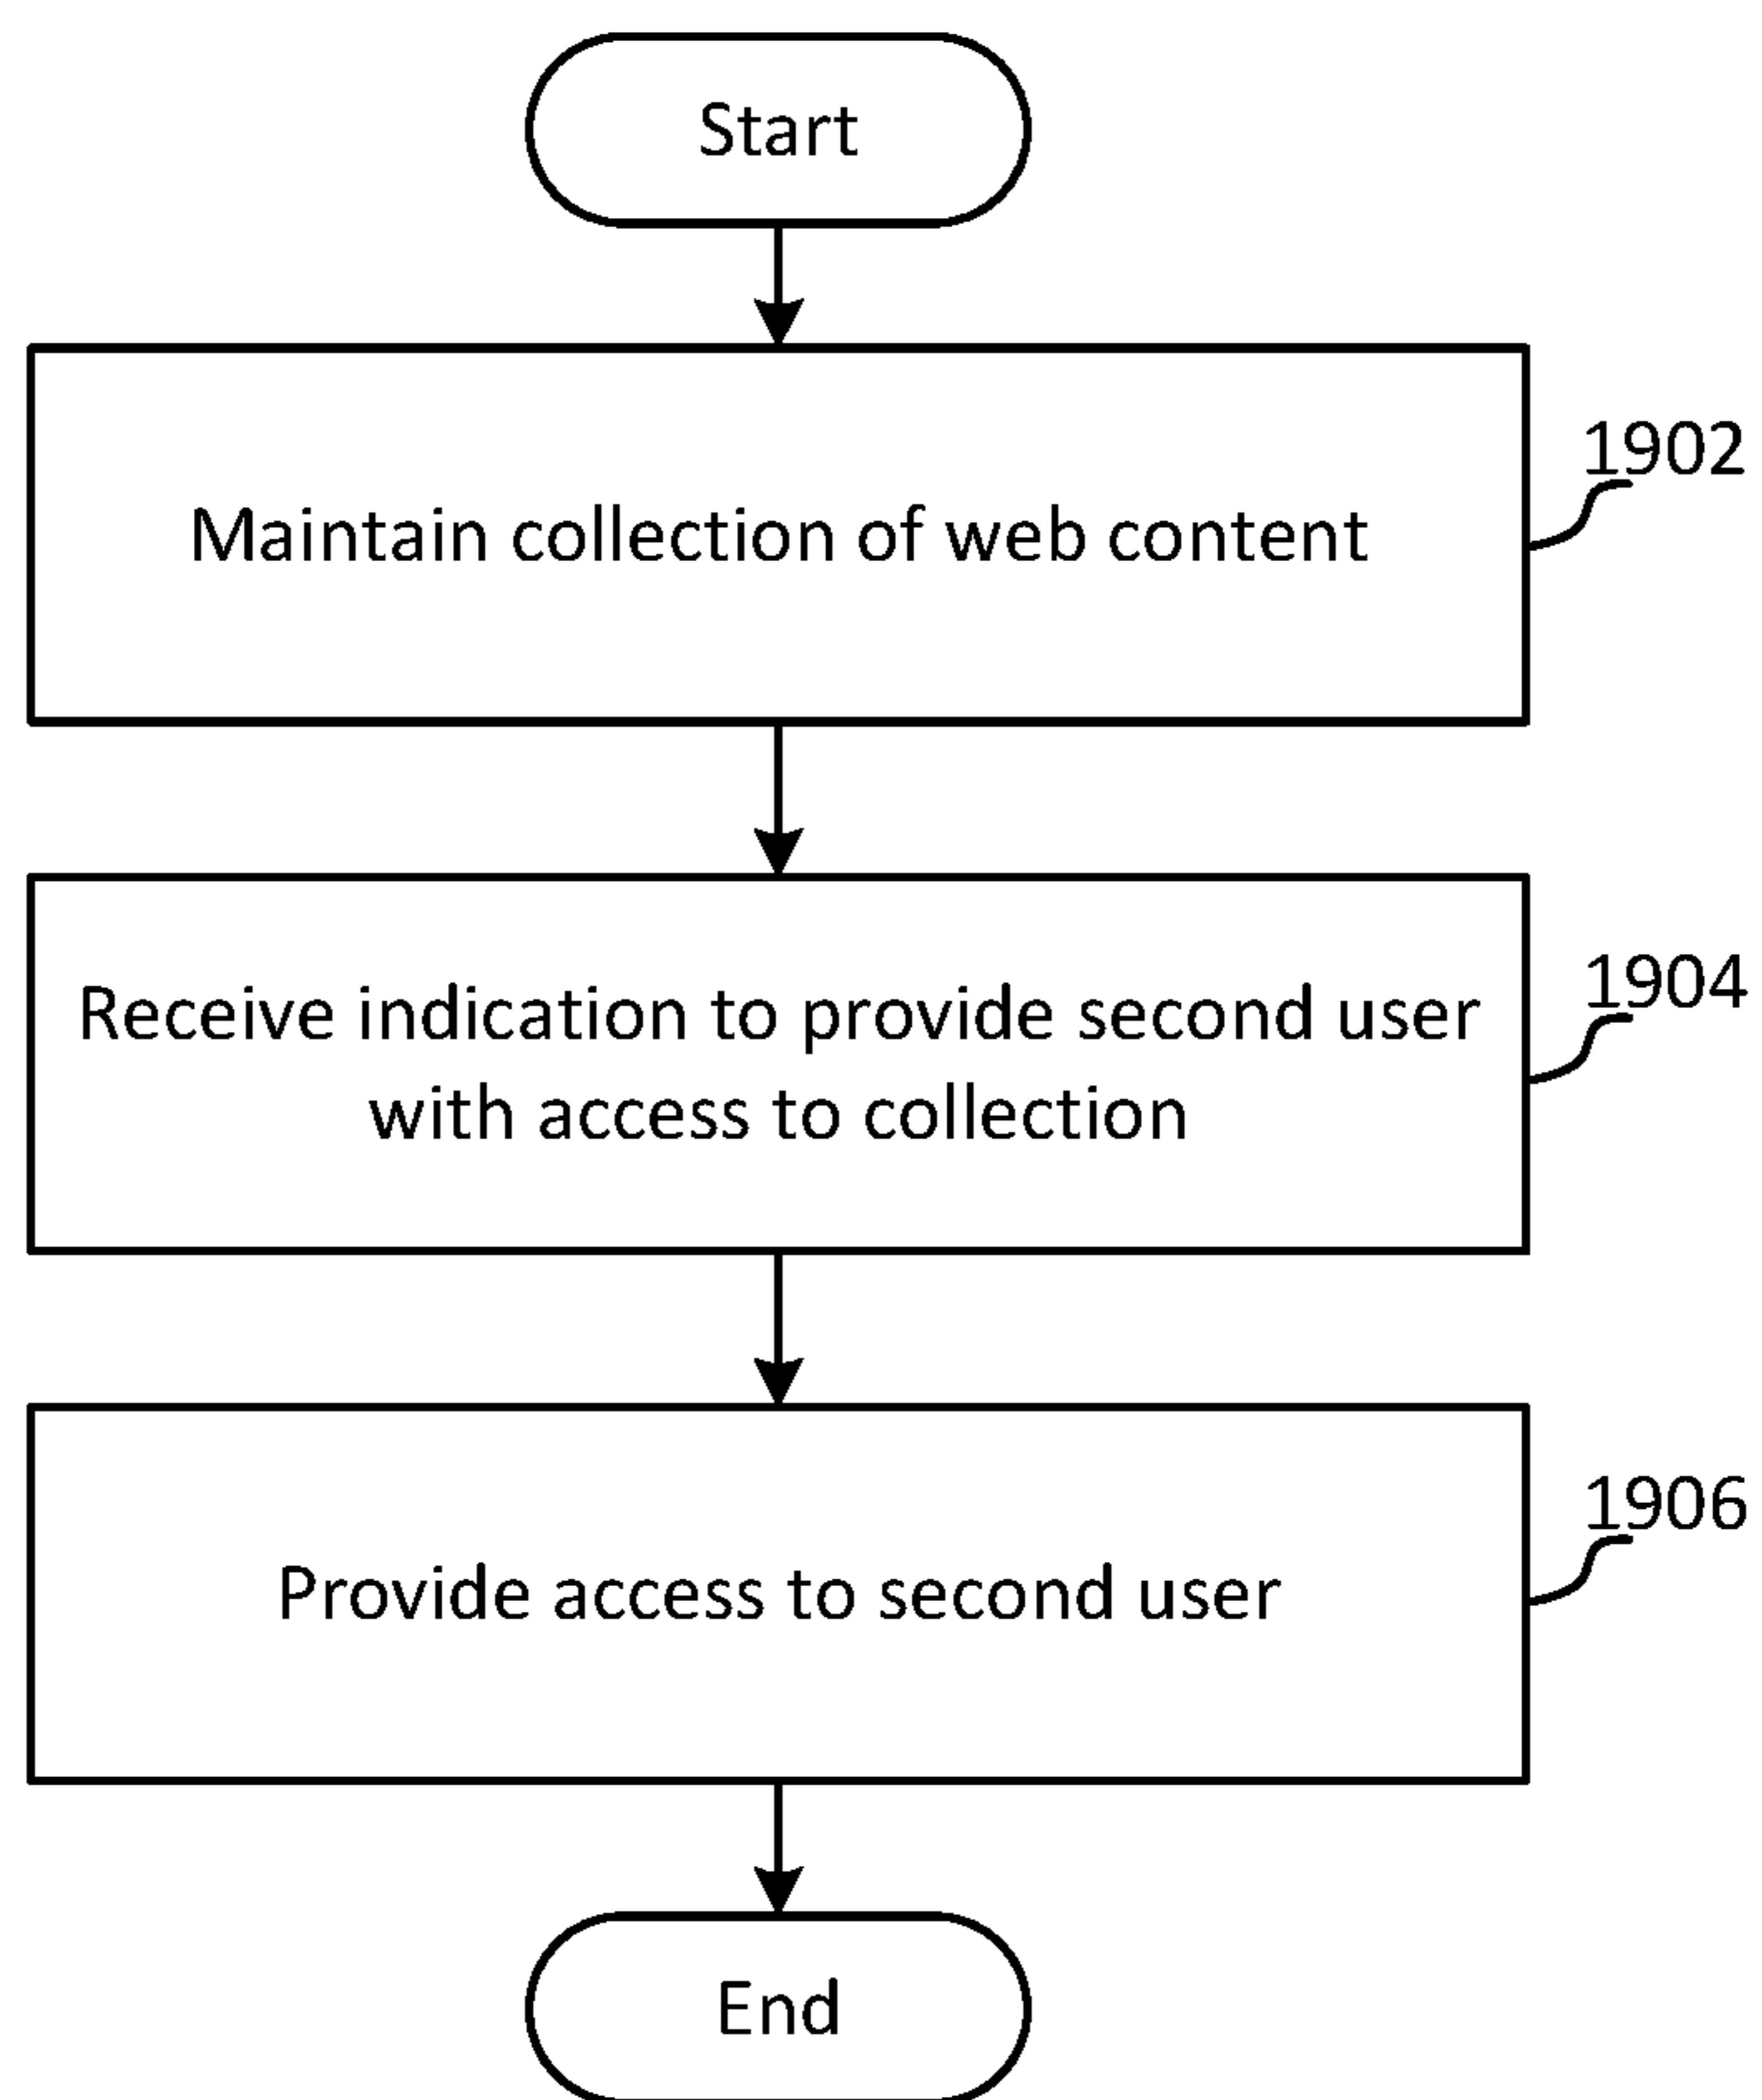 Start
1902
Maintain collection of web content
1904
Receive indication to provide second user
with access to collection
1906
Provide access to second user
End